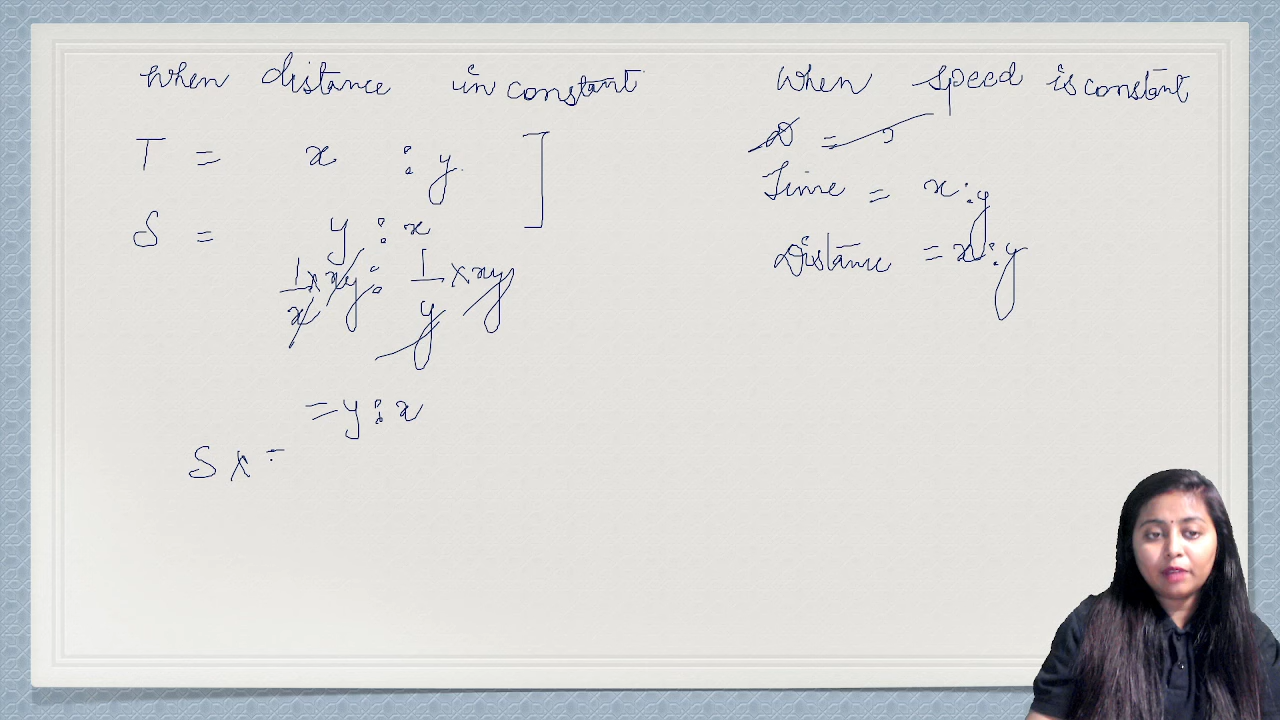 When distance in constant
T = x : y
S = y : x
1/x × xy : 1/y × xy
= y : x
S x
When speed is constant
Time = x : y
Distance = x : y